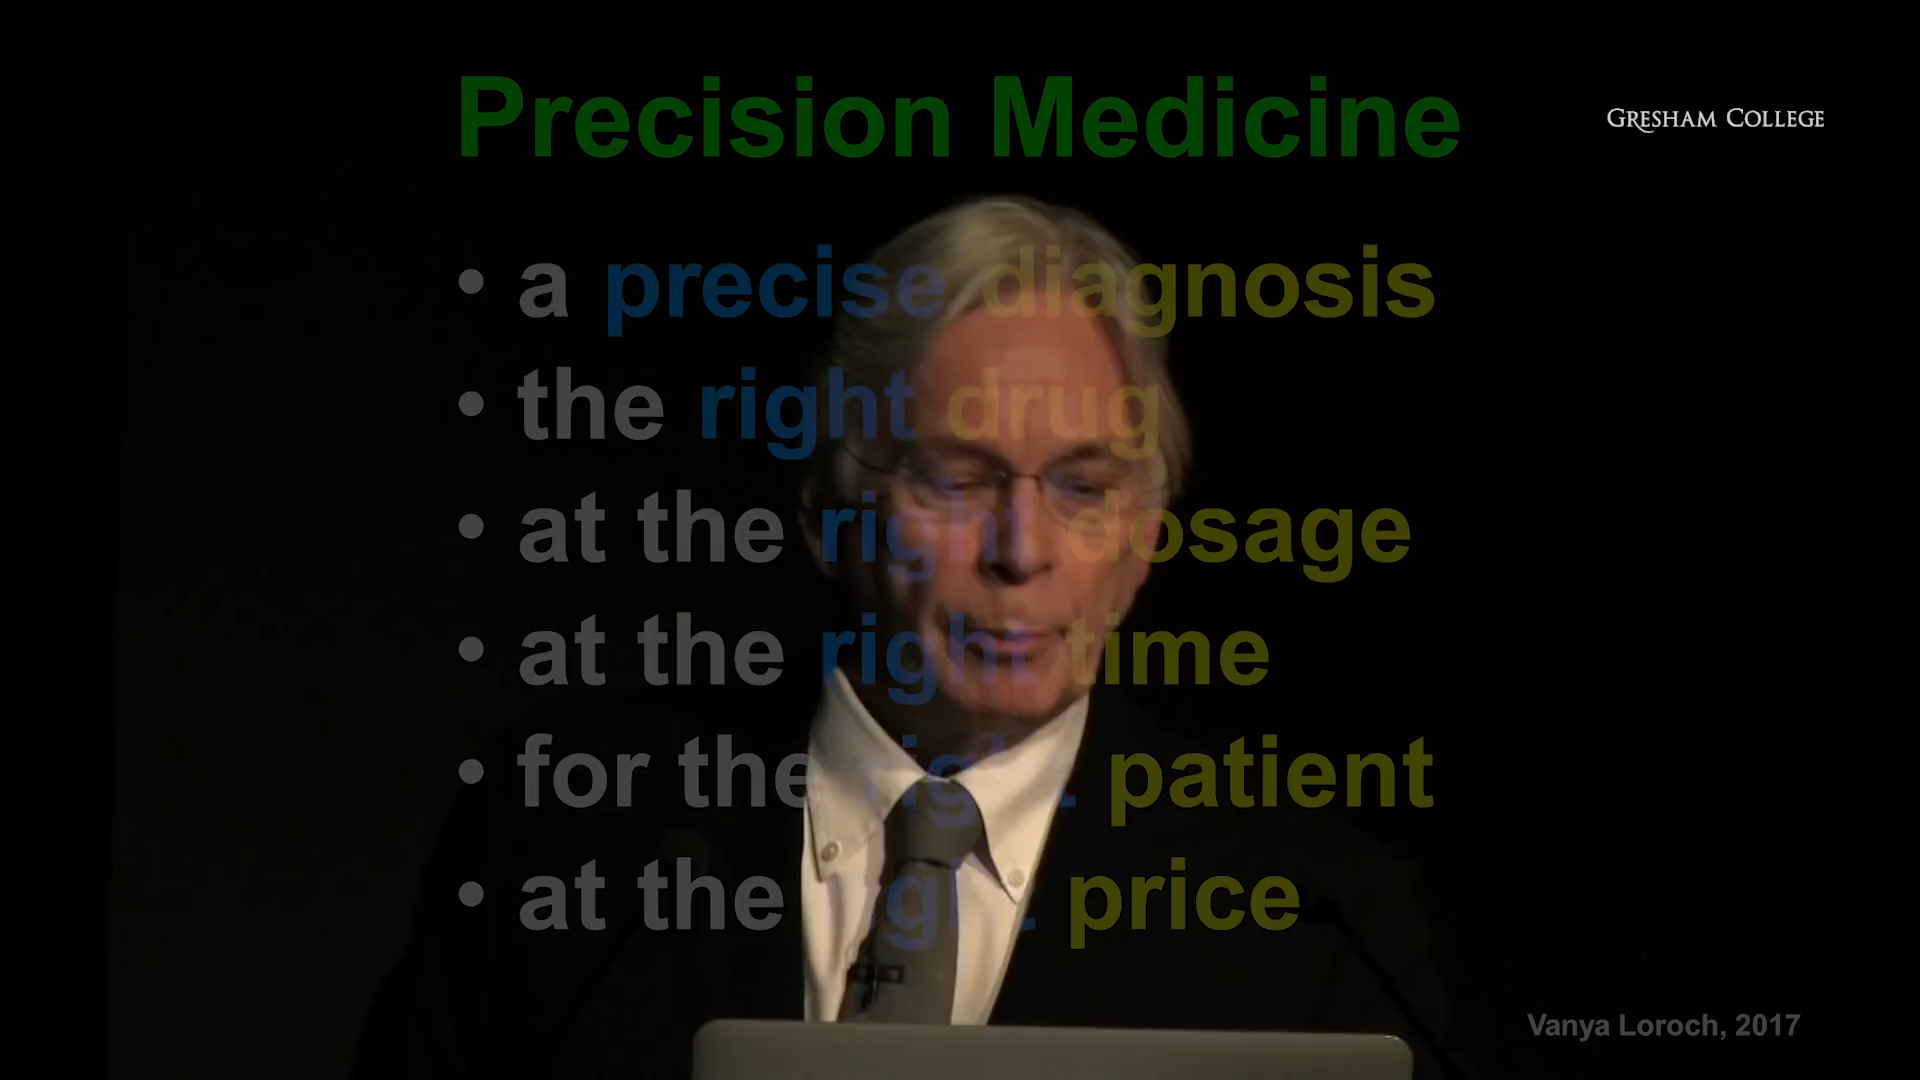 Precision Medicine
GRESHAM COLLEGE
• a precise diagnosis
• the right drug
• at the right dosage
• at the right time
• for the right patient
• at the right price
Vanya Loroch, 2017